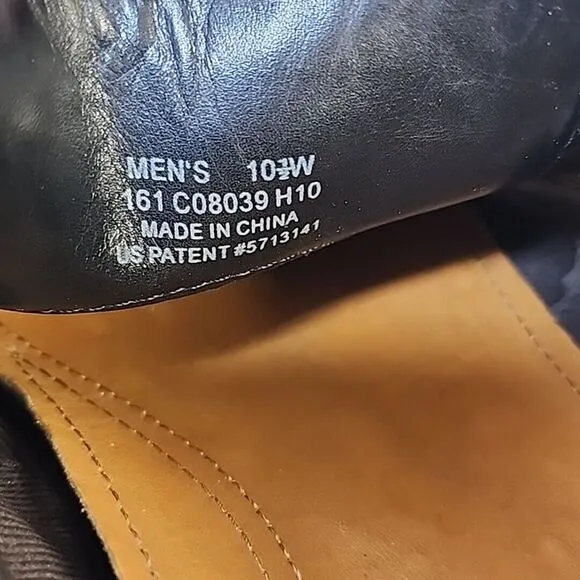 MEN'S 10½W
161 C08039 H10
MADE IN CHINA
US PATENT #5713141